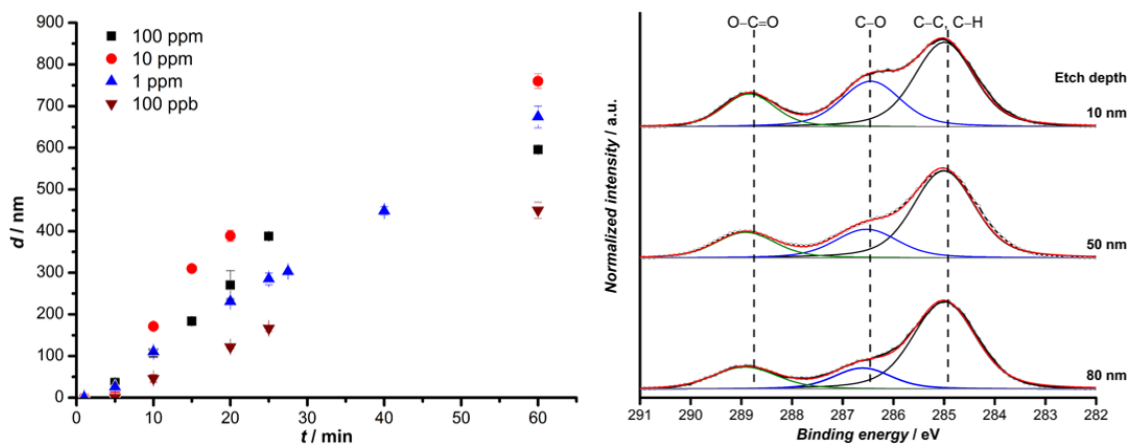 900
800
700
600
500
400
300
200
100
0
d / nm
100 ppm
10 ppm
1 ppm
100 ppb
0 10 20 30 40 50 60
t / min
O–C=O C–O C–C, C–H
Etch depth
10 nm
50 nm
80 nm
Normalized intensity / a.u.
291 290 289 288 287 286 285 284 283 282
Binding energy / eV